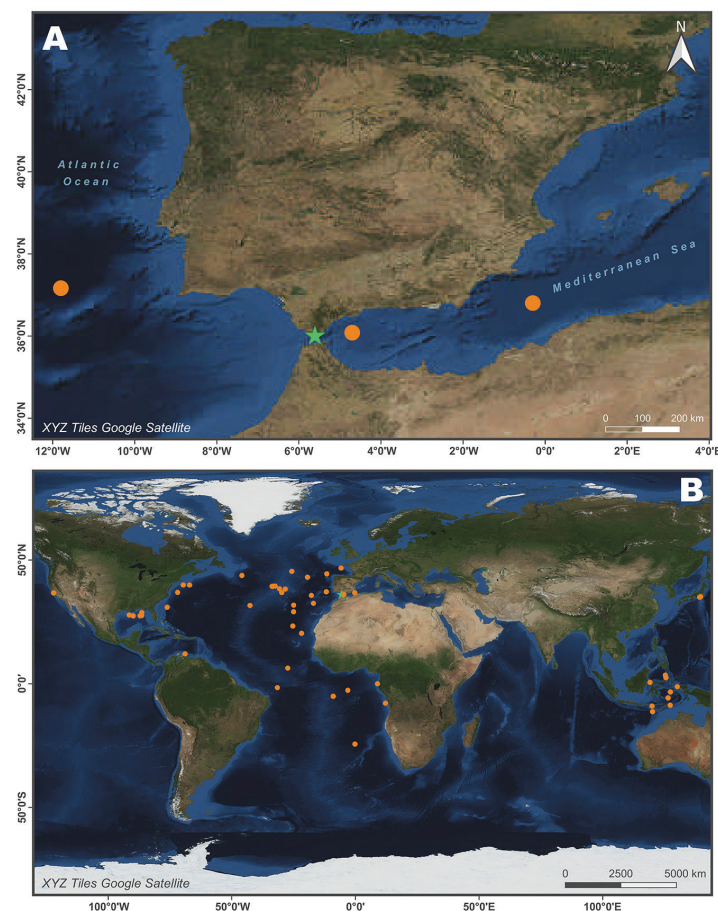 A
N
42°0'N
Atlantic
Ocean
40°0'N
38°0'N
Mediterranean Sea
36°0'N
34°0'N
0 100 200 km
XYZ Tiles Google Satellite
12°0'W 10°0'W 8°0'W 6°0'W 4°0'W 2°0'W 0°0' 2°0'E 4°0'E
B
50°0'N
0°0'
50°0'S
0 2500 5000 km
XYZ Tiles Google Satellite
100°0'W 50°0'W 0°0' 50°0'E 100°0'E